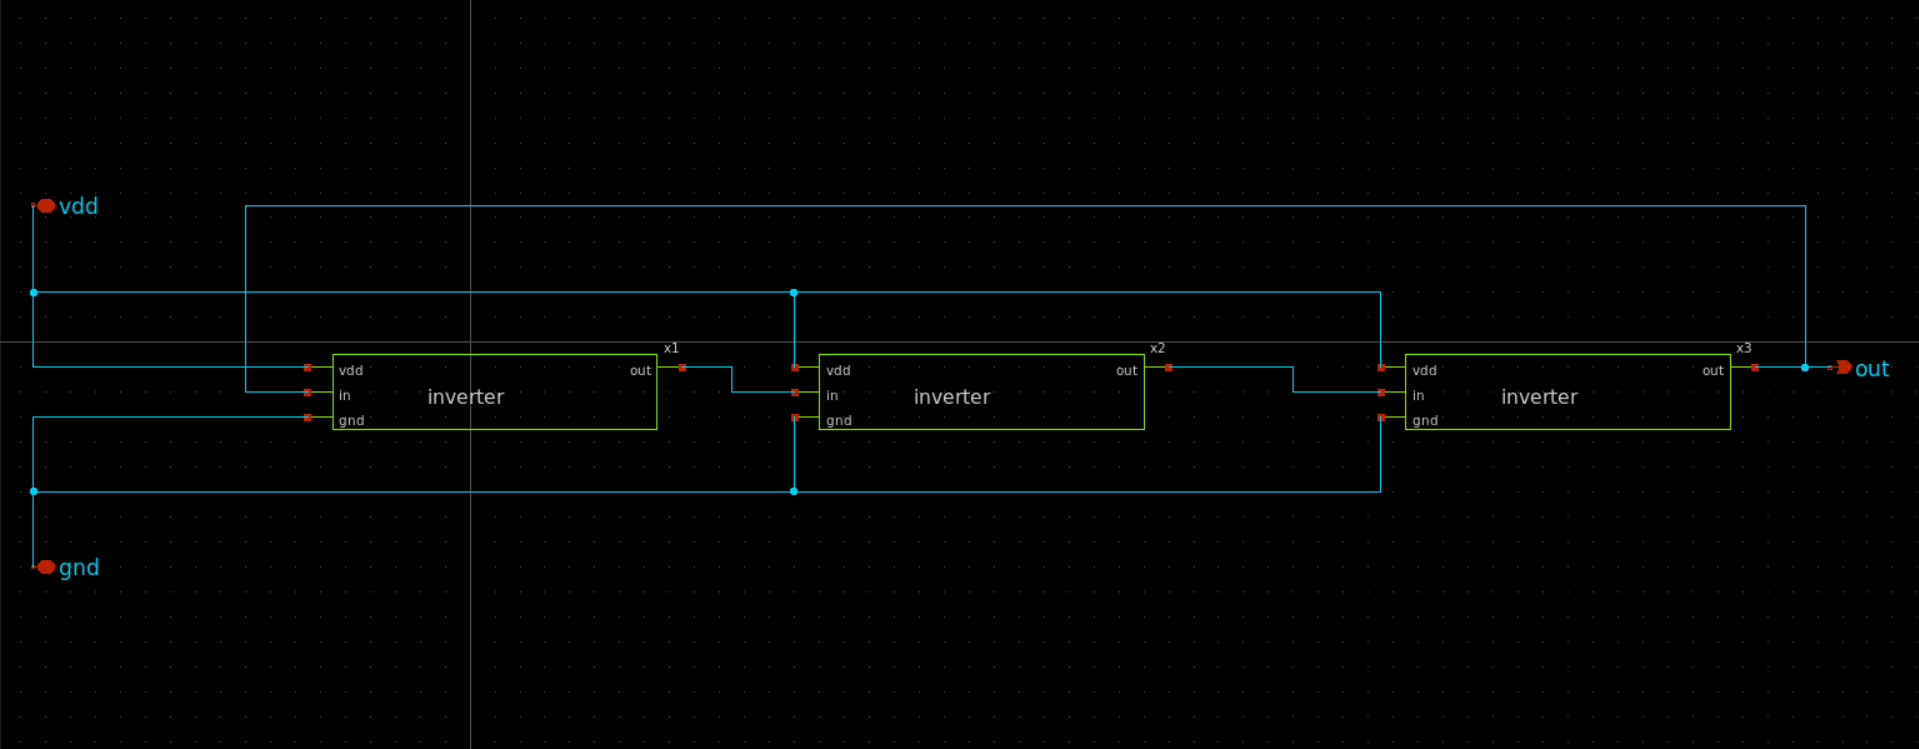 vdd
x1
x2
x3
vdd
out
vdd
out
vdd
out
out
in
inverter
in
inverter
in
inverter
gnd
gnd
gnd
gnd